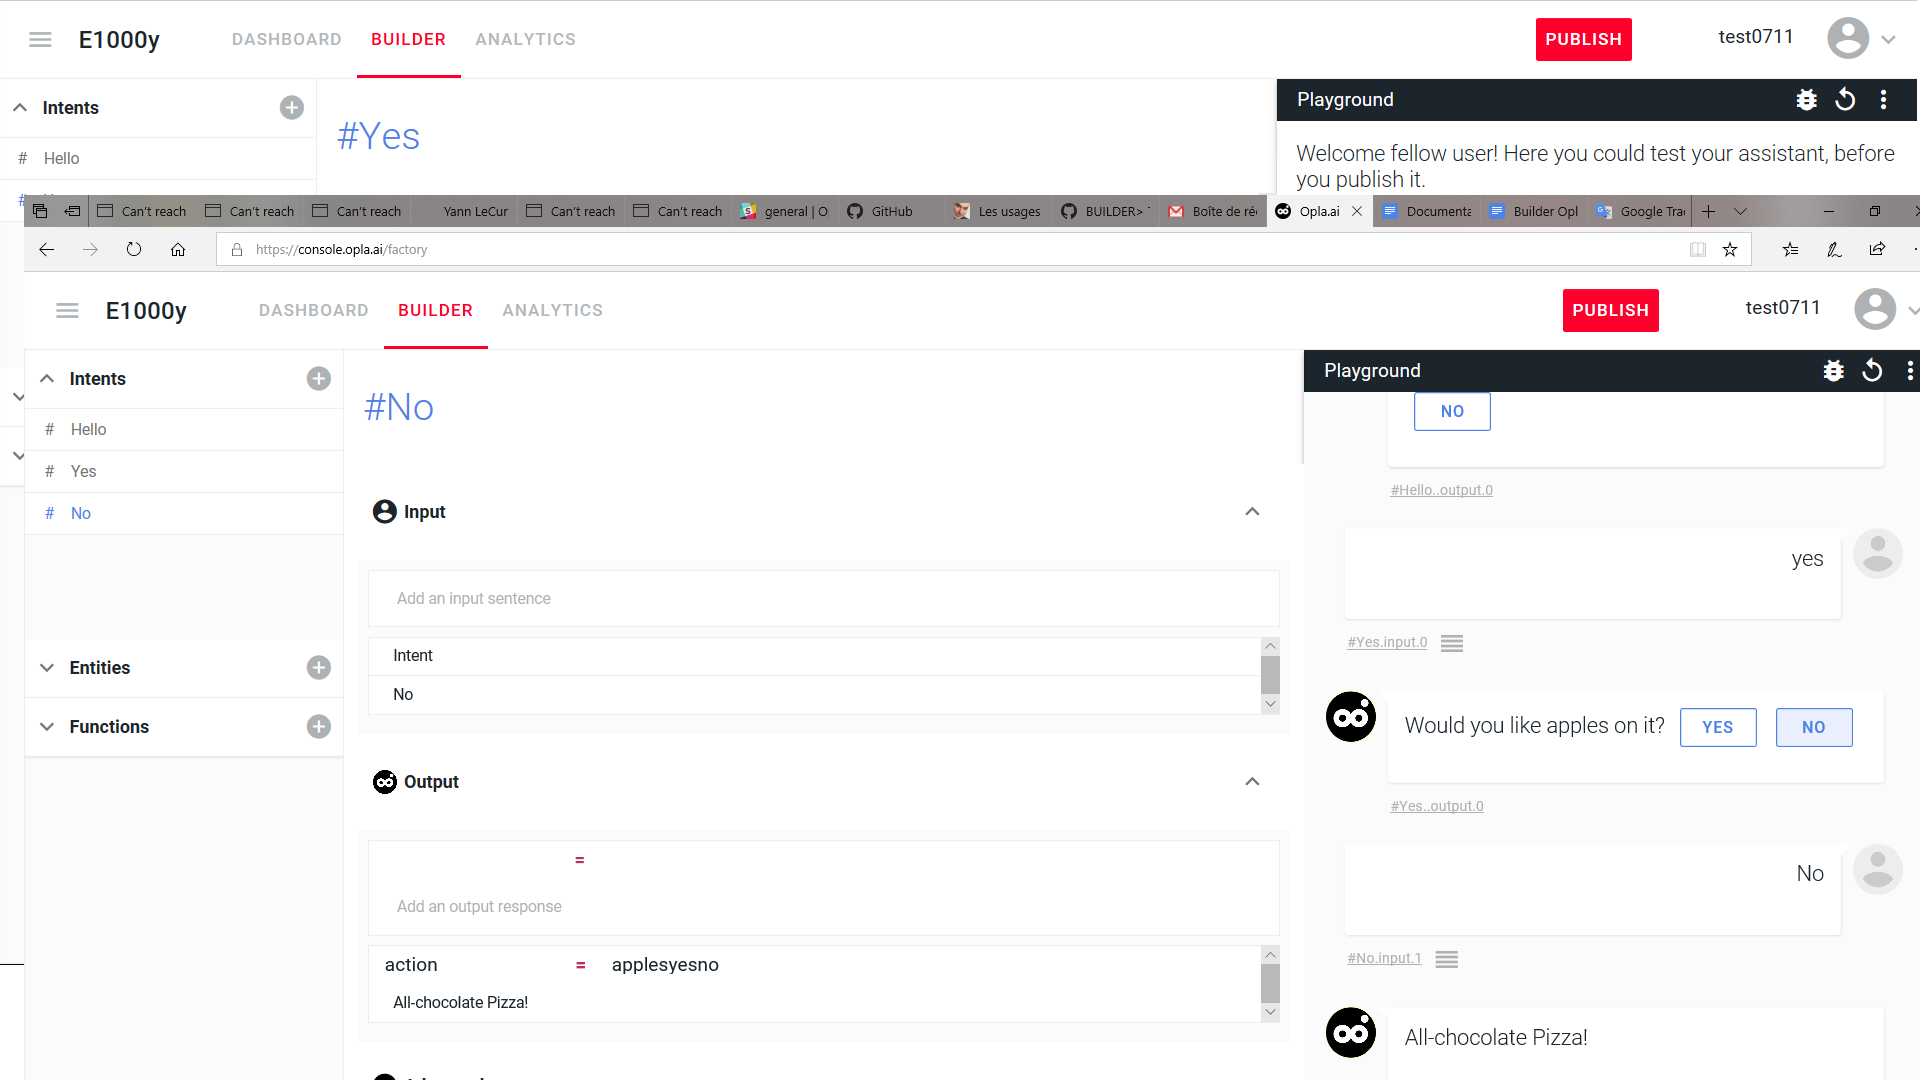 E1000y DASHBOARD BUILDER ANALYTICS PUBLISH test0711
Intents
# Hello
#
#Yes
Playground
Welcome fellow user! Here you could test your assistant, before
you publish it.
Can't reach Can't reach Can't reach Yann LeCur Can't reach Can't reach general | O GitHub Les usages BUILDER> Boîte de ré Opla.ai Documenta Builder Opl Google Tra
https://console.opla.ai/factory
E1000y DASHBOARD BUILDER ANALYTICS PUBLISH test0711
Intents
# Hello
# Yes
# No
Entities
Functions
#No
Input
Add an input sentence
Intent
No
Output
=
Add an output response
action = applesyesno
All-chocolate Pizza!
Playground
NO
#Hello..output.0
yes
#Yes.input.0
Would you like apples on it? YES NO
#Yes..output.0
No
#No.input.1
All-chocolate Pizza!